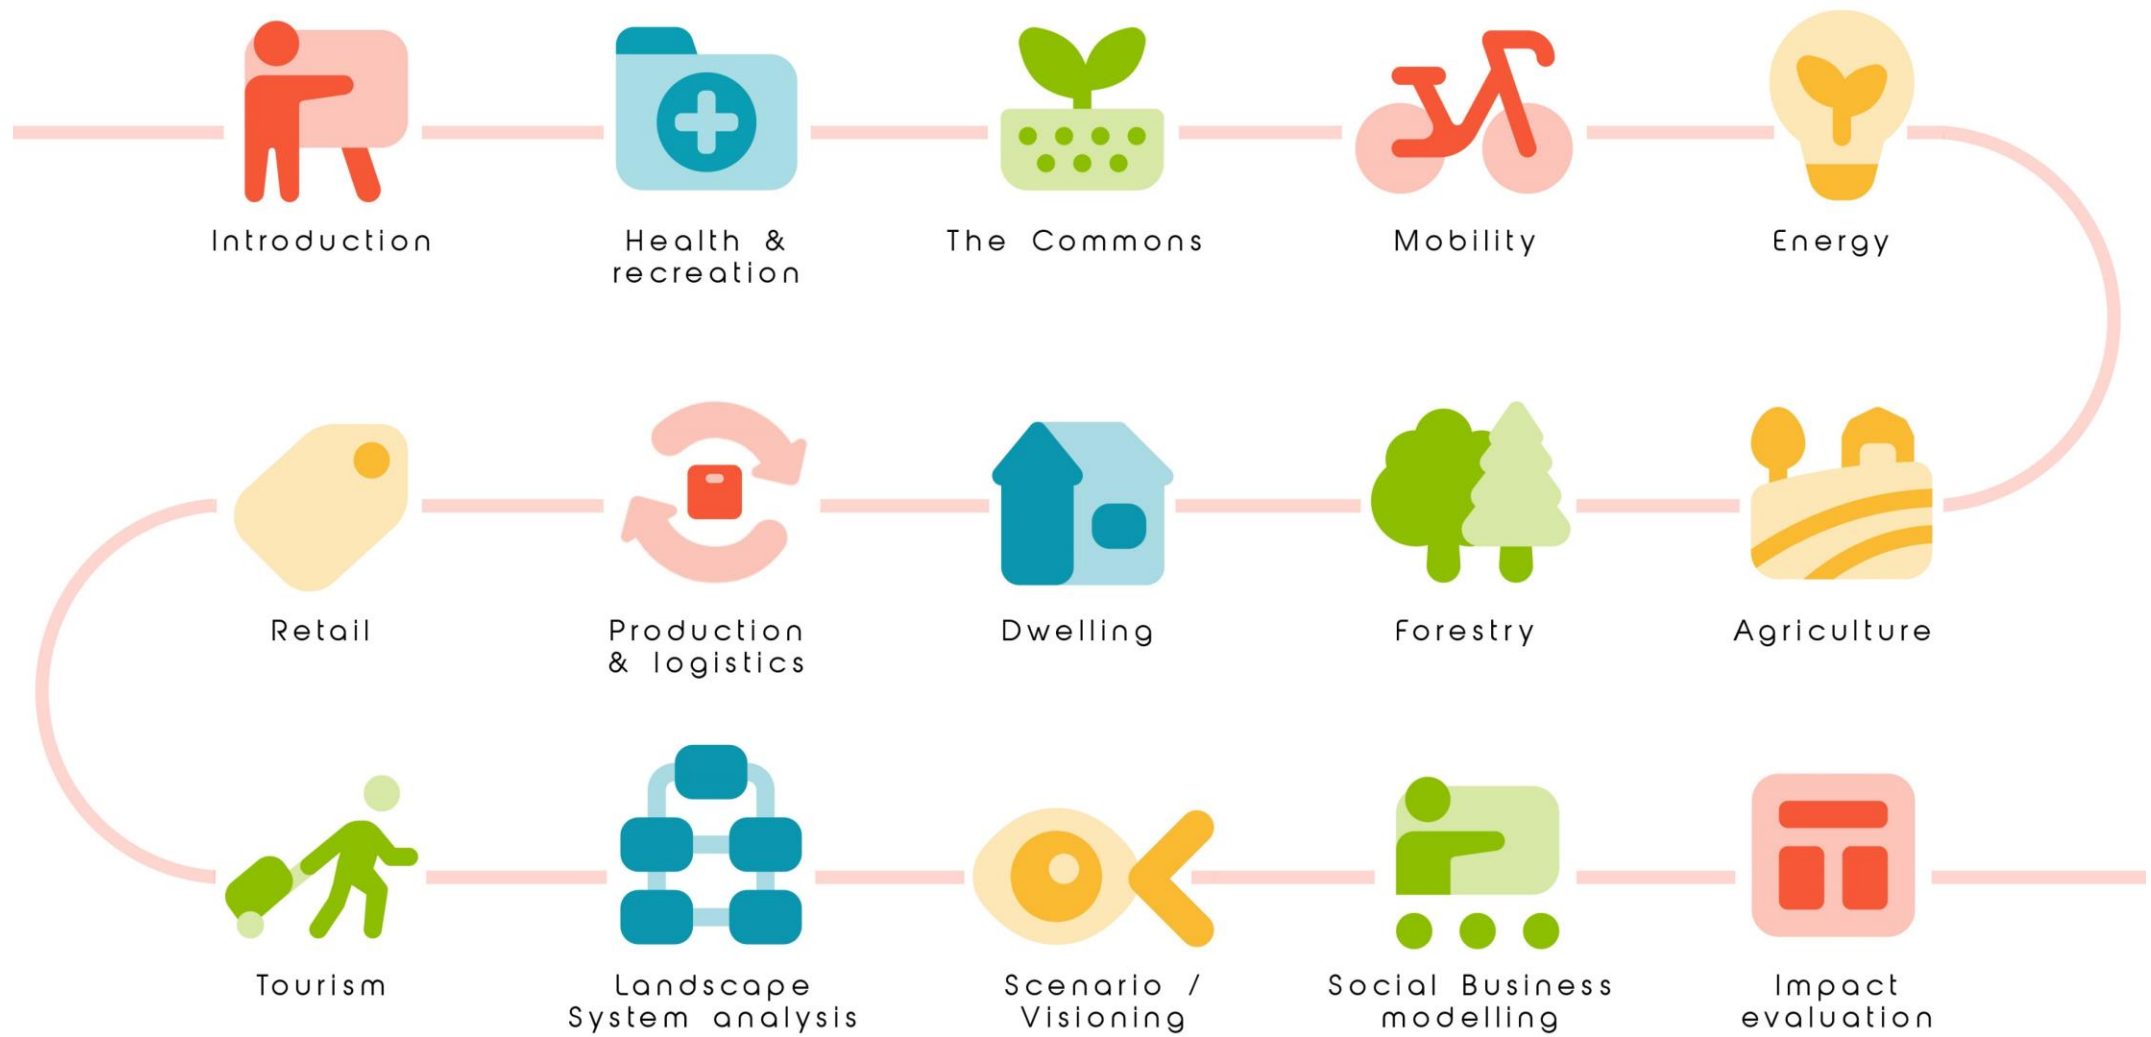 Introduction
Health &
recreation
The Commons
Mobility
Energy
Retail
Production
& logistics
Dwelling
Forestry
Agriculture
Tourism
Landscape
System analysis
Scenario /
Visioning
Social Business
modelling
Impact
evaluation